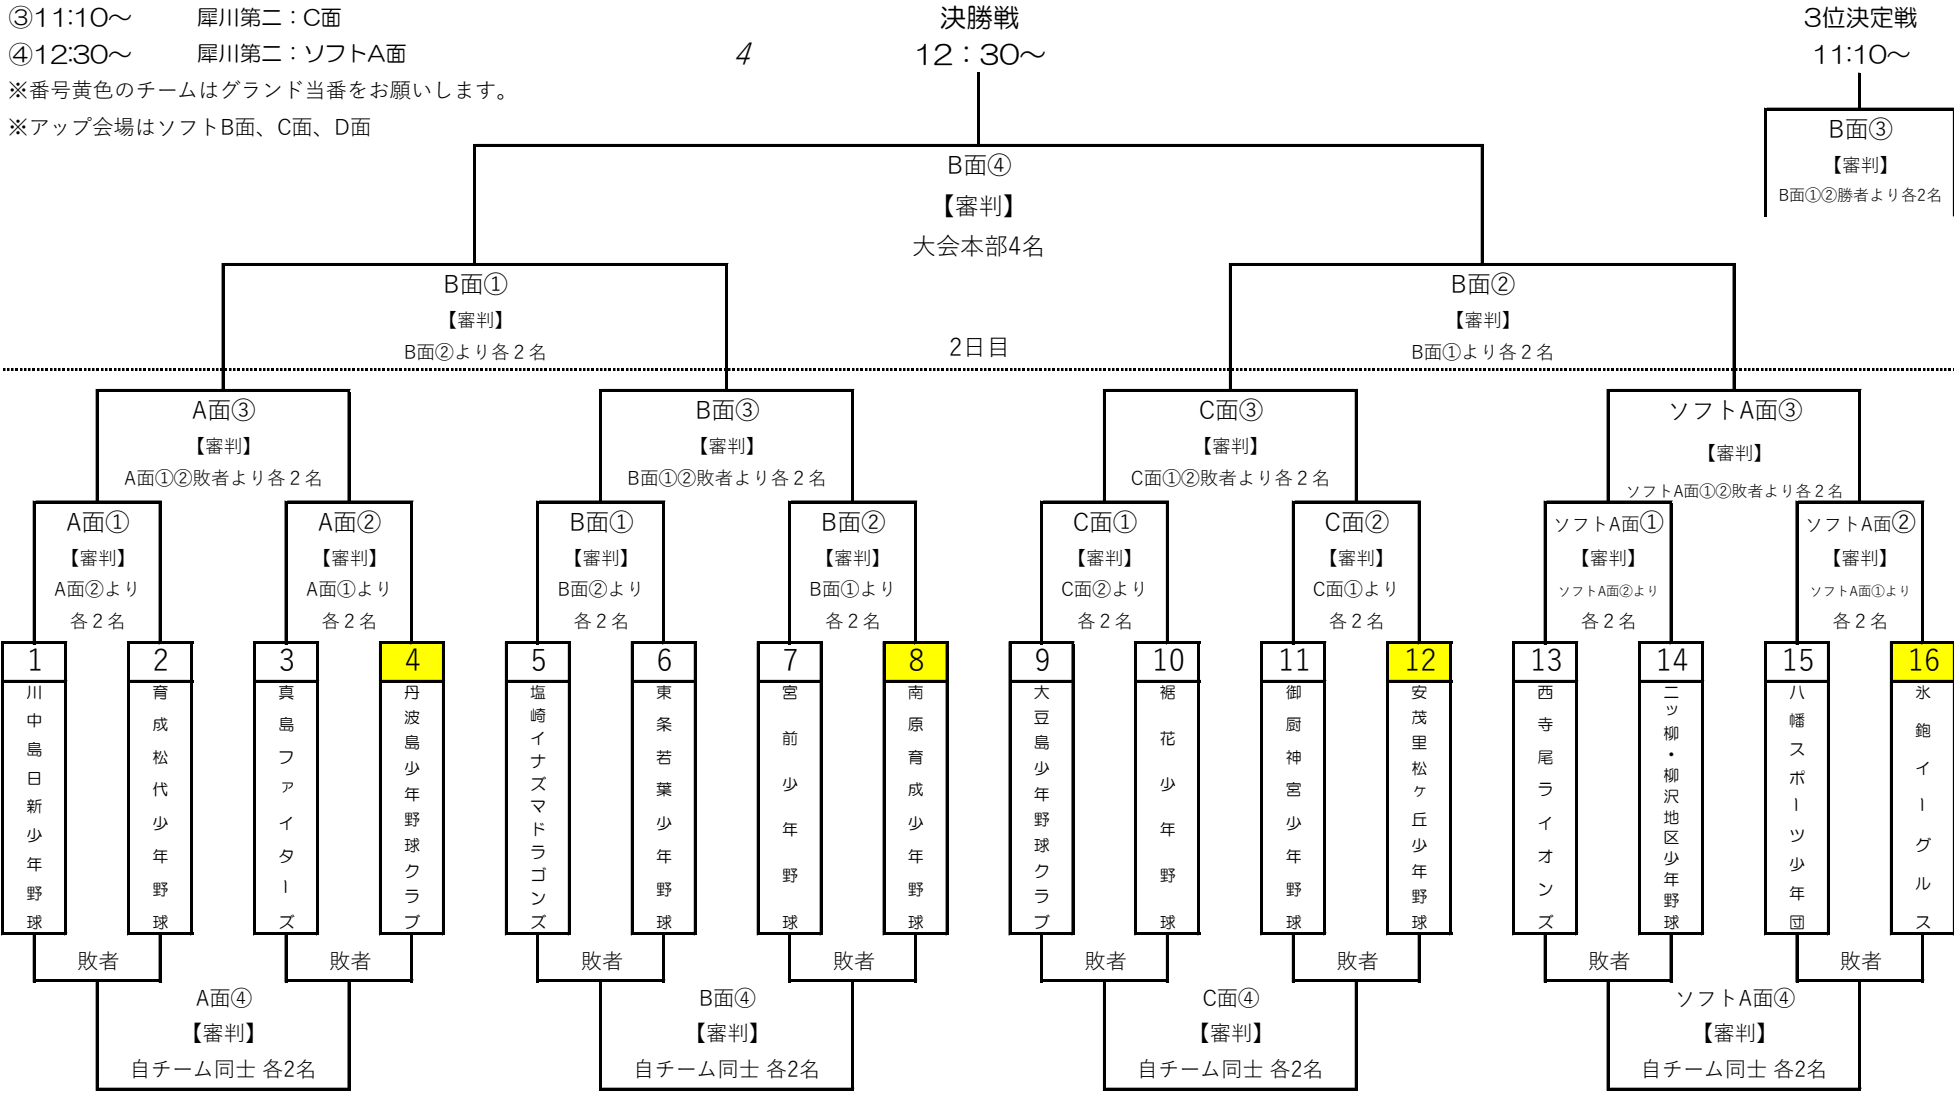 ③11:10～ 犀川第二：C面
④12:30～ 犀川第二：ソフトA面
※番号黄色のチームはグランド当番をお願いします。
※アップ会場はソフトB面、C面、D面
4
決勝戦
12：30～
3位決定戦
11:10～
B面③
【審判】
B面①②勝者より各2名
B面④
【審判】
大会本部4名
B面①
【審判】
B面②より各２名
2日目
B面②
【審判】
B面①より各２名
A面③
【審判】
A面①②敗者より各２名
B面③
【審判】
B面①②敗者より各２名
C面③
【審判】
C面①②敗者より各２名
ソフトA面③
【審判】
ソフトA面①②敗者より各２名
A面①
【審判】
A面②より
各２名
A面②
【審判】
A面①より
各２名
B面①
【審判】
B面②より
各２名
B面②
【審判】
B面①より
各２名
C面①
【審判】
C面②より
各２名
C面②
【審判】
C面①より
各２名
ソフトA面①
【審判】
ソフトA面②より
各２名
ソフトA面②
【審判】
ソフトA面①より
各２名
1
川中島日新少年野球
2
育成松代少年野球
3
真島ファイターズ
4
丹波島少年野球クラブ
5
塩崎イナズマドラゴンズ
6
東条若葉少年野球
7
宮前少年野球
8
南原育成少年野球
9
大豆島少年野球クラブ
10
裾花少年野球
11
御厨神宮少年野球
12
安茂里松ヶ丘少年野球
13
西寺尾ライオンズ
14
二ッ柳・柳沢地区少年野球
15
八幡スポーツ少年団
16
氷鉋イーグルス
敗者
敗者
敗者
敗者
敗者
敗者
敗者
敗者
A面④
【審判】
自チーム同士 各2名
B面④
【審判】
自チーム同士 各2名
C面④
【審判】
自チーム同士 各2名
ソフトA面④
【審判】
自チーム同士 各2名